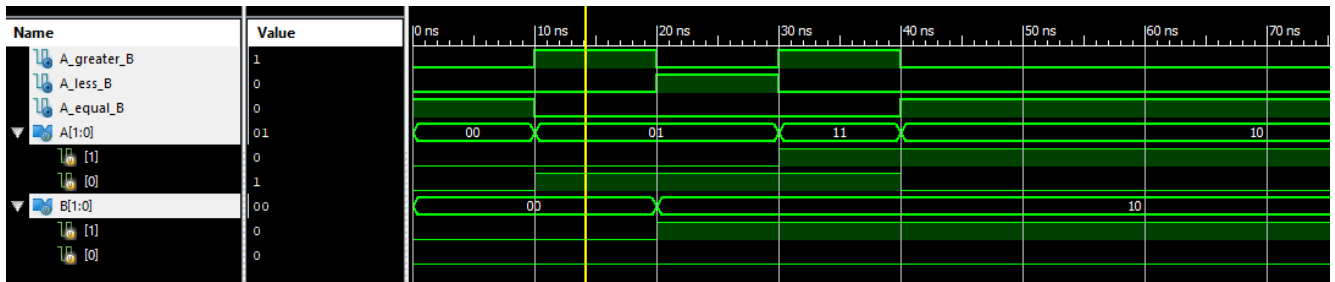 Name Value 0 ns 10 ns 20 ns 30 ns 40 ns 50 ns 60 ns 70 ns
A_greater_B 1
A_less_B 0
A_equal_B 0
A[1:0] 01 00 01 11 10
[1] 0
[0] 1
B[1:0] 00 00 10
[1] 0
[0] 0